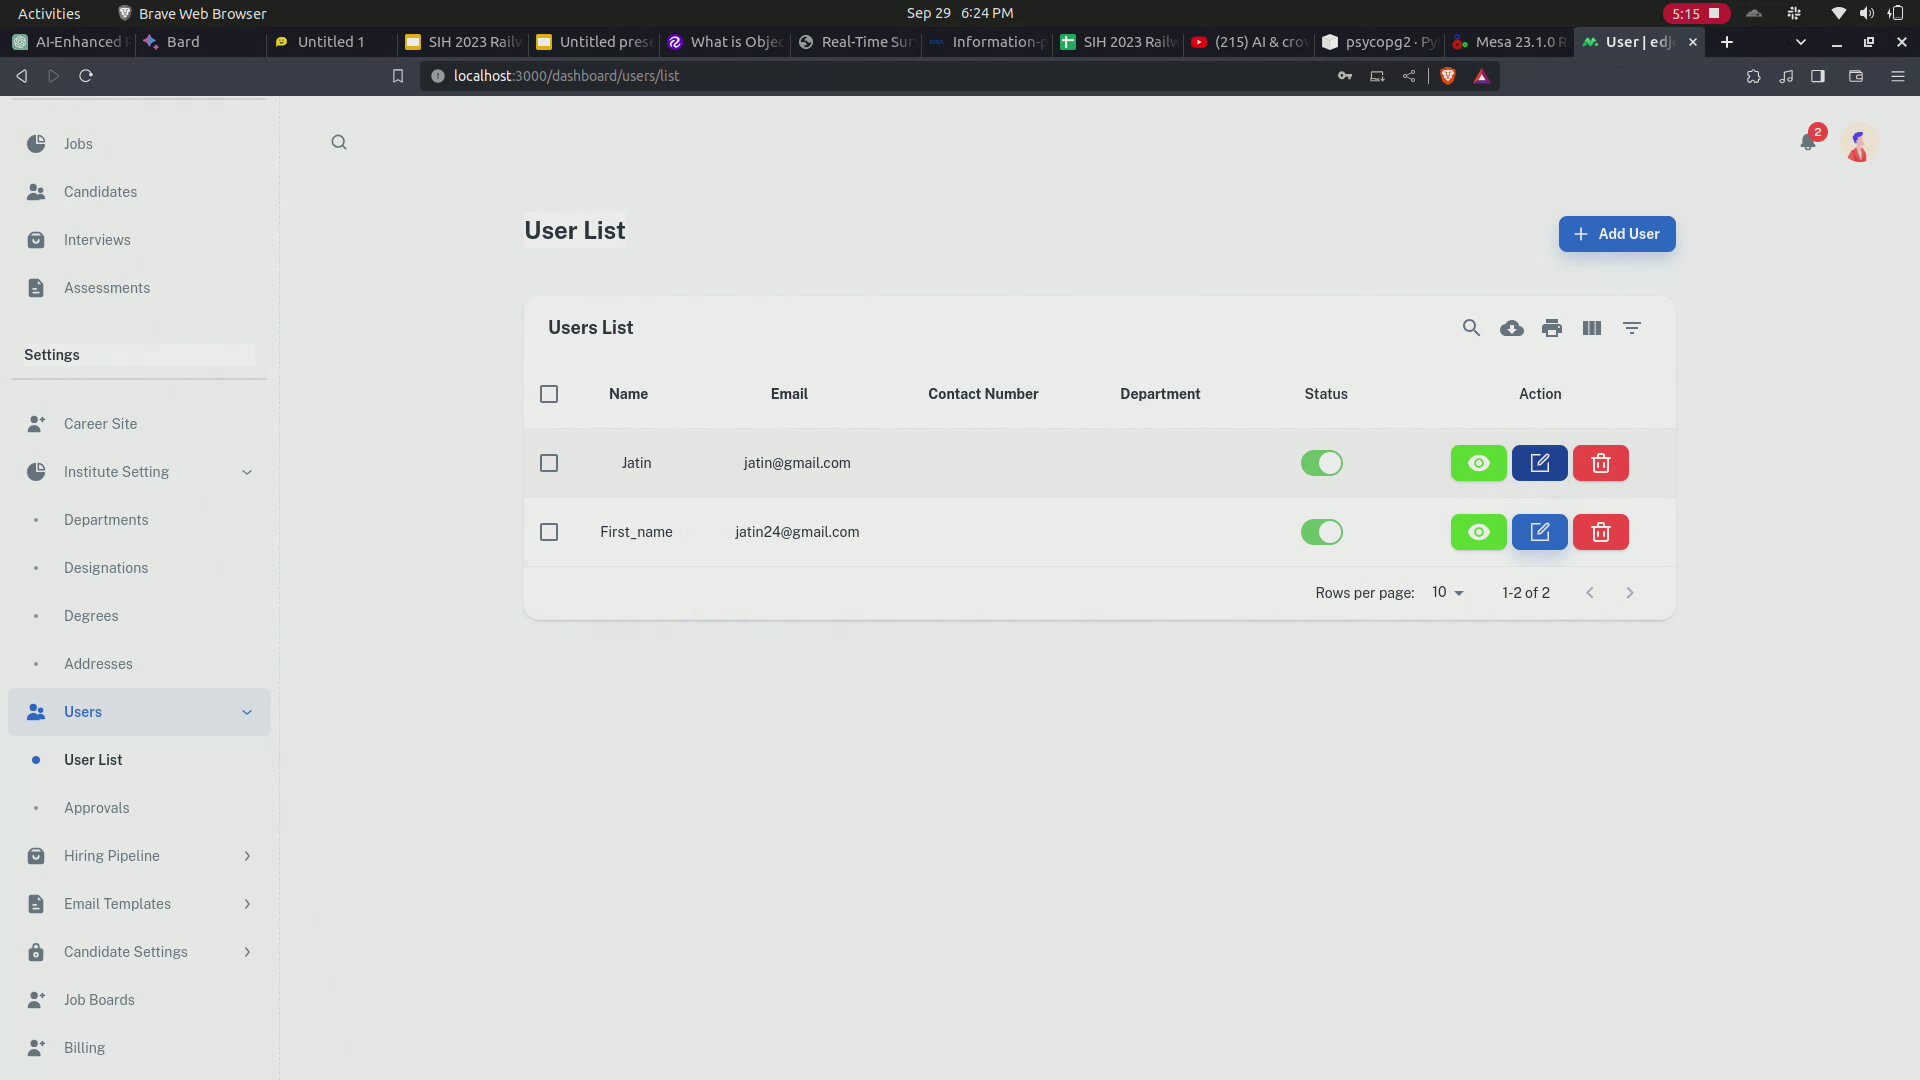 Activities
Brave Web Browser
Sep 29 6:24 PM
5:15
AI-Enhanced
Bard
Untitled 1
SIH 2023 Railw
Untitled prese
What is Objec
Real-Time Sur
Information-p
SIH 2023 Railw
(215) AI & crow
psycopg2 · Py
Mesa 23.1.0 R
User | edjo
localhost:3000/dashboard/users/list
Jobs
Candidates
Interviews
Assessments
Settings
Career Site
Institute Setting
Departments
Designations
Degrees
Addresses
Users
User List
Approvals
Hiring Pipeline
Email Templates
Candidate Settings
Job Boards
Billing
2
User List
Add User
Users List
Name Email Contact Number Department Status Action
Jatin jatin@gmail.com
First_name jatin24@gmail.com
Rows per page: 10 1-2 of 2